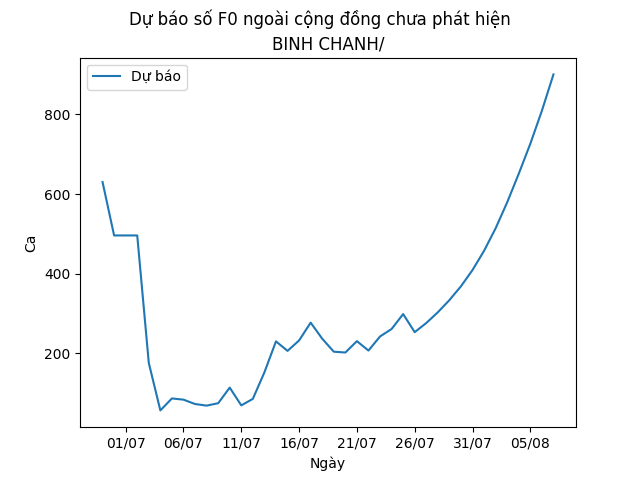 Dự báo số F0 ngoài cộng đồng chưa phát hiện
BINH CHANH/
Dự báo
Ca
800
600
400
200
01/07 06/07 11/07 16/07 21/07 26/07 31/07 05/08
Ngày